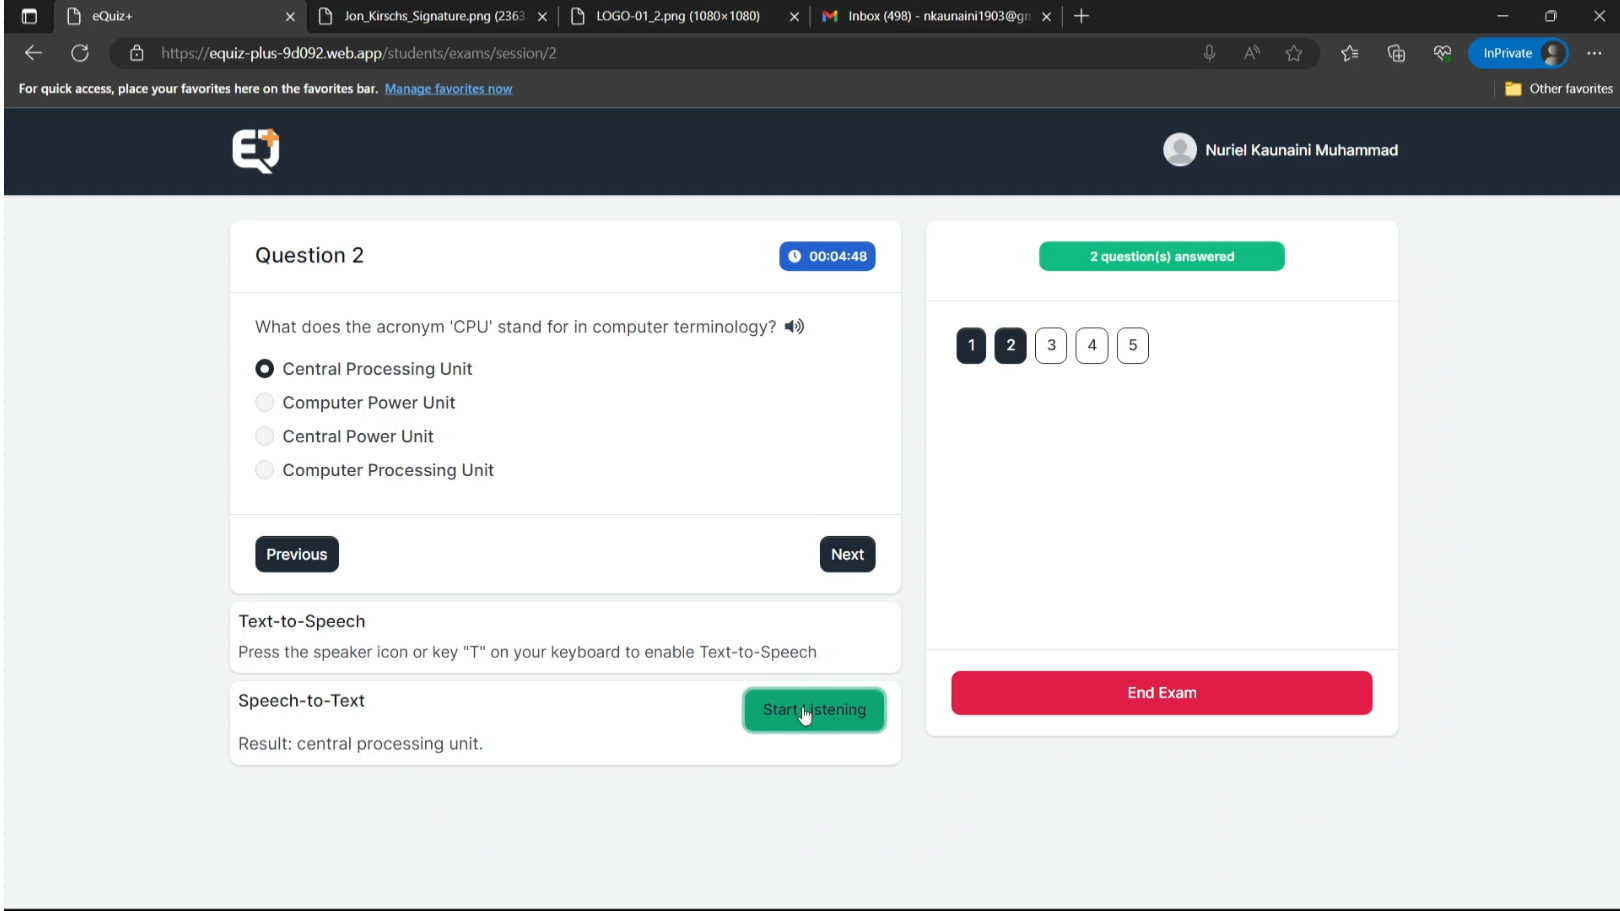 eQuiz+
Jon_Kirschs_Signature.png (2363
LOGO-01_2.png (1080×1080)
Inbox (498) - nkaunaini1903@gm
https://equiz-plus-9d092.web.app/students/exams/session/2
InPrivate
For quick access, place your favorites here on the favorites bar. Manage favorites now
Other favorites
EQ+
Nuriel Kaunaini Muhammad
Question 2
00:04:48
What does the acronym 'CPU' stand for in computer terminology?
Central Processing Unit
Computer Power Unit
Central Power Unit
Computer Processing Unit
Previous
Next
Text-to-Speech
Press the speaker icon or key "T" on your keyboard to enable Text-to-Speech
Speech-to-Text
Start Listening
Result: central processing unit.
2 question(s) answered
1 2 3 4 5
End Exam